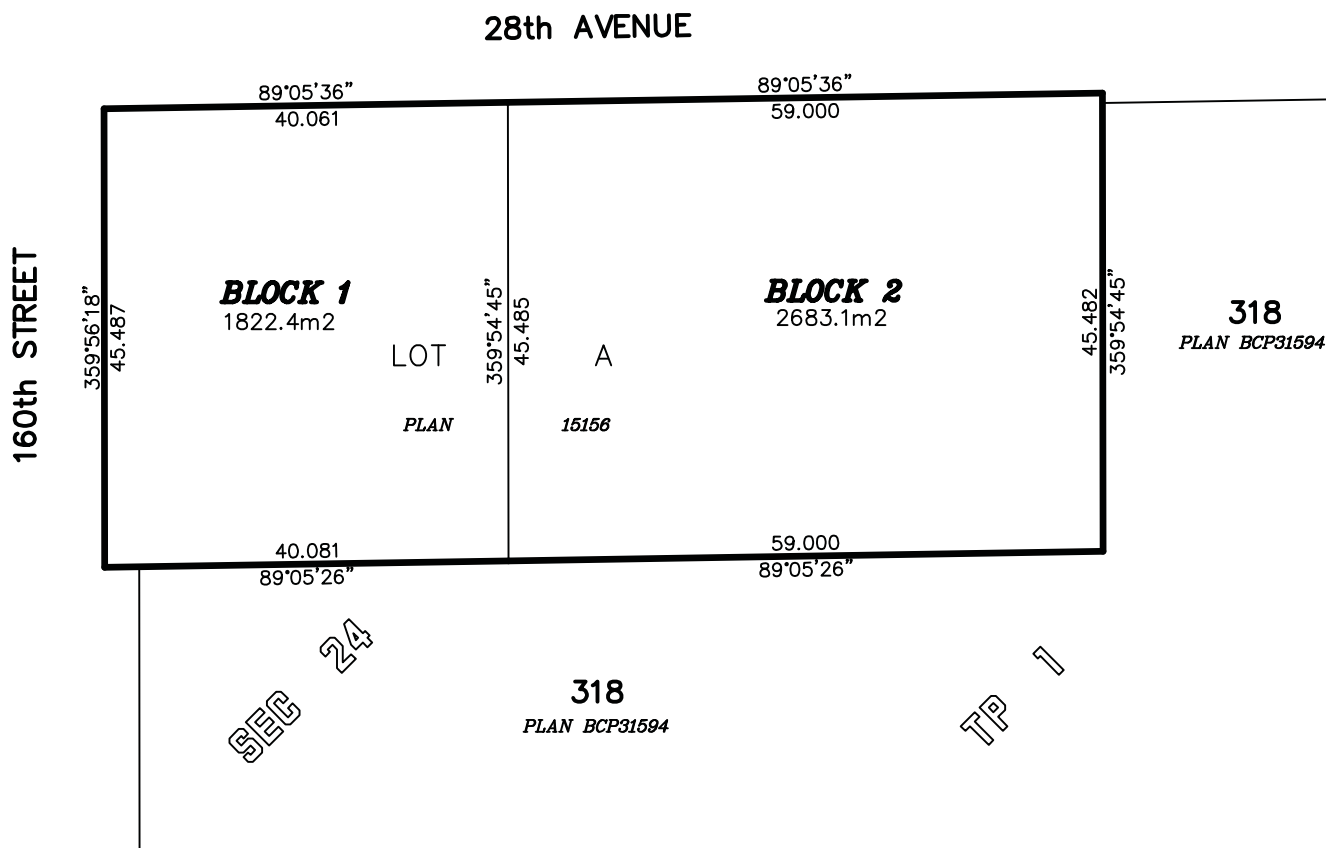 28th AVENUE
89°05'36"
40.061
89°05'36"
59.000
160th STREET
359°56'18"
45.487
BLOCK 1
1822.4m2
LOT A
PLAN 15156
359°54'45"
45.485
BLOCK 2
2683.1m2
45.482
359°54'45"
318
PLAN BCP31594
40.081
89°05'26"
59.000
89°05'26"
SEC 24
TP 1
318
PLAN BCP31594